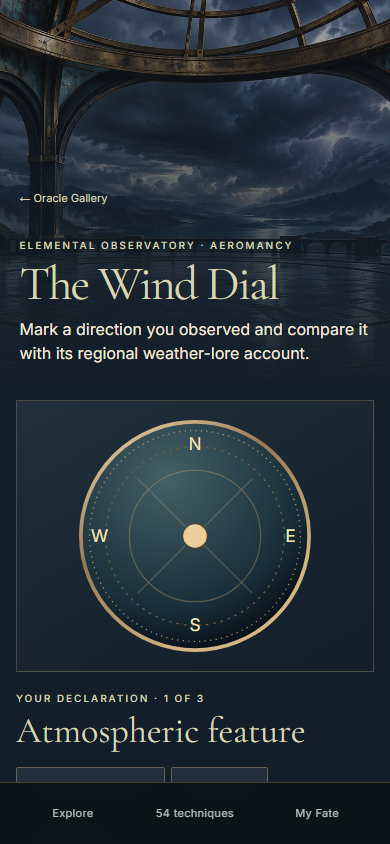 ← Oracle Gallery
ELEMENTAL OBSERVATORY · AEROMANCY
The Wind Dial
Mark a direction you observed and compare it
with its regional weather-lore account.
N
W
E
S
YOUR DECLARATION · 1 OF 3
Atmospheric feature
Explore
54 techniques
My Fate